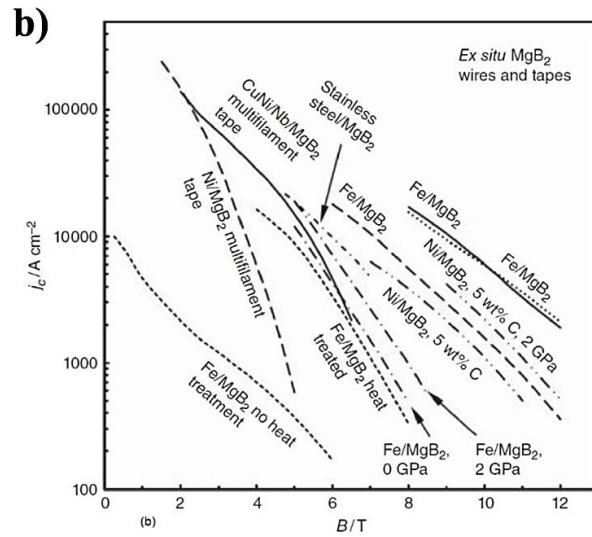 b)
Ex situ MgB2
wires and tapes
Stainless
steel/MgB2
CuNi/Nb/MgB2
multifilament
tape
100000
Ni/MgB2 multifilament
tape
Fe/MgB2
Fe/MgB2
Fe/MgB2
Ni/MgB2, 5 wt% C, 2 GPa
Ni/MgB2, 5 wt% C
10000
jc/A cm−2
1000
Fe/MgB2 heat
treated
Fe/MgB2 no heat
treatment
Fe/MgB2,
0 GPa
Fe/MgB2,
2 GPa
100
0 2 4 6 8 10 12
(b)
B/T